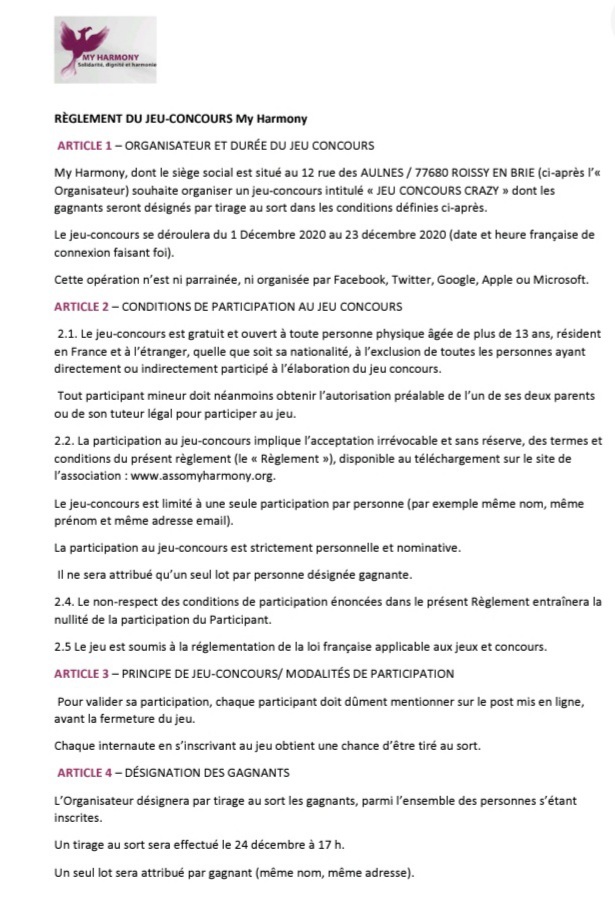 MY HARMONY
Solidarité, dignité et harmonie
RÈGLEMENT DU JEU-CONCOURS My Harmony
ARTICLE 1 – ORGANISATEUR ET DURÉE DU JEU CONCOURS
My Harmony, dont le siège social est situé au 12 rue des AULNES / 77680 ROISSY EN BRIE (ci-après l’«
Organisateur) souhaite organiser un jeu-concours intitulé « JEU CONCOURS CRAZY » dont les
gagnants seront désignés par tirage au sort dans les conditions définies ci-après.
Le jeu-concours se déroulera du 1 Décembre 2020 au 23 décembre 2020 (date et heure française de
connexion faisant foi).
Cette opération n’est ni parrainée, ni organisée par Facebook, Twitter, Google, Apple ou Microsoft.
ARTICLE 2 – CONDITIONS DE PARTICIPATION AU JEU CONCOURS
2.1. Le jeu-concours est gratuit et ouvert à toute personne physique âgée de plus de 13 ans, résident
en France et à l’étranger, quelle que soit sa nationalité, à l’exclusion de toutes les personnes ayant
directement ou indirectement participé à l’élaboration du jeu concours.
Tout participant mineur doit néanmoins obtenir l’autorisation préalable de l’un de ses deux parents
ou de son tuteur légal pour participer au jeu.
2.2. La participation au jeu-concours implique l’acceptation irrévocable et sans réserve, des termes et
conditions du présent règlement (le « Règlement »), disponible au téléchargement sur le site de
l’association : www.assomyharmony.org.
Le jeu-concours est limité à une seule participation par personne (par exemple même nom, même
prénom et même adresse email).
La participation au jeu-concours est strictement personnelle et nominative.
Il ne sera attribué qu’un seul lot par personne désignée gagnante.
2.4. Le non-respect des conditions de participation énoncées dans le présent Règlement entraînera la
nullité de la participation du Participant.
2.5 Le jeu est soumis à la réglementation de la loi française applicable aux jeux et concours.
ARTICLE 3 – PRINCIPE DE JEU-CONCOURS/ MODALITÉS DE PARTICIPATION
Pour valider sa participation, chaque participant doit dûment mentionner sur le post mis en ligne,
avant la fermeture du jeu.
Chaque internaute en s’inscrivant au jeu obtient une chance d’être tiré au sort.
ARTICLE 4 – DÉSIGNATION DES GAGNANTS
L’Organisateur désignera par tirage au sort les gagnants, parmi l’ensemble des personnes s’étant
inscrites.
Un tirage au sort sera effectué le 24 décembre à 17 h.
Un seul lot sera attribué par gagnant (même nom, même adresse).